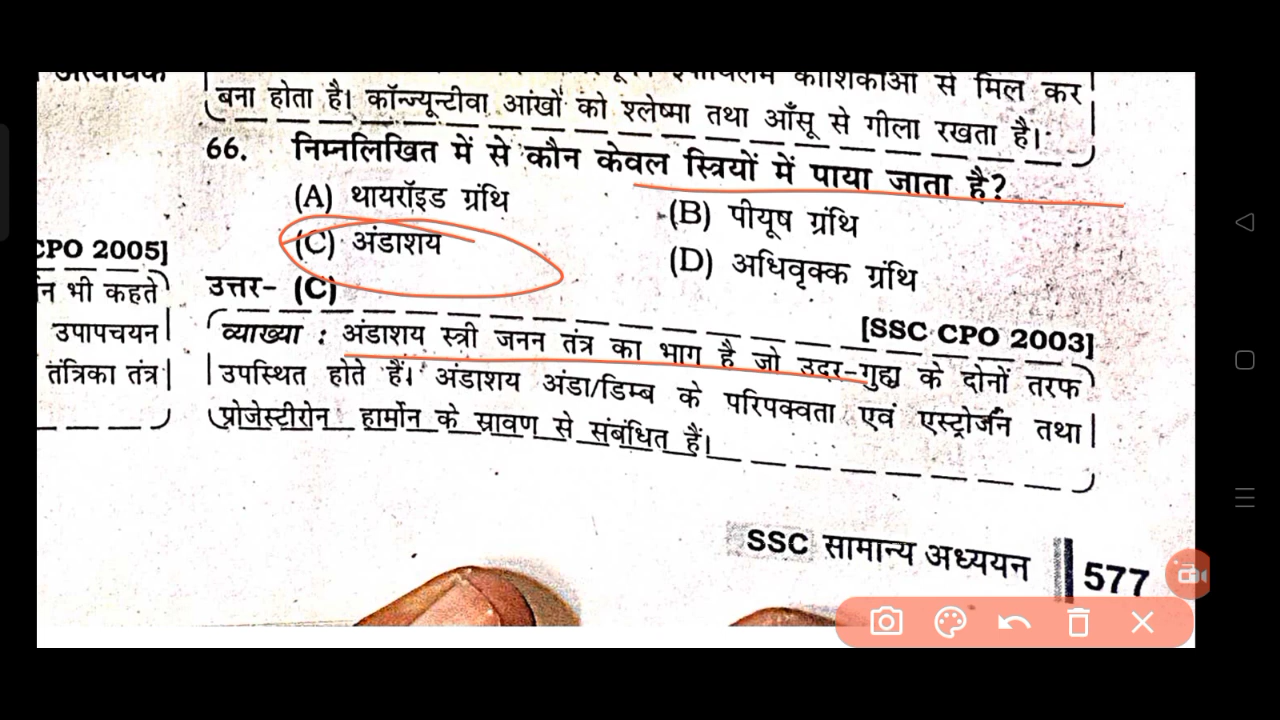 बना होता है। कॉन्ज्यून्टीवा आंखों को श्लेष्मा तथा आँसू से गीला रखता है।
कोशिकाओं से मिल कर
66. निम्नलिखित में से कौन केवल स्त्रियों में पाया जाता है?
(A) थायरॉइड ग्रंथि
(B) पीयूष ग्रंथि
(C) अंडाशय
(D) अधिवृक्क ग्रंथि
उत्तर- (C)
[SSC CPO 2003]
व्याख्या : अंडाशय स्त्री जनन तंत्र का भाग है जो उदर-गुह्य के दोनों तरफ
उपस्थित होते हैं। अंडाशय अंडा/डिम्ब के परिपक्वता एवं एस्ट्रोर्जन तथा
प्रोजेस्टीरोन हार्मोन के स्रावण से संबंधित हैं।
CPO 2005]
भी कहते
उपापचयन
तंत्रिका तंत्र
SSC सामान्य अध्ययन 577